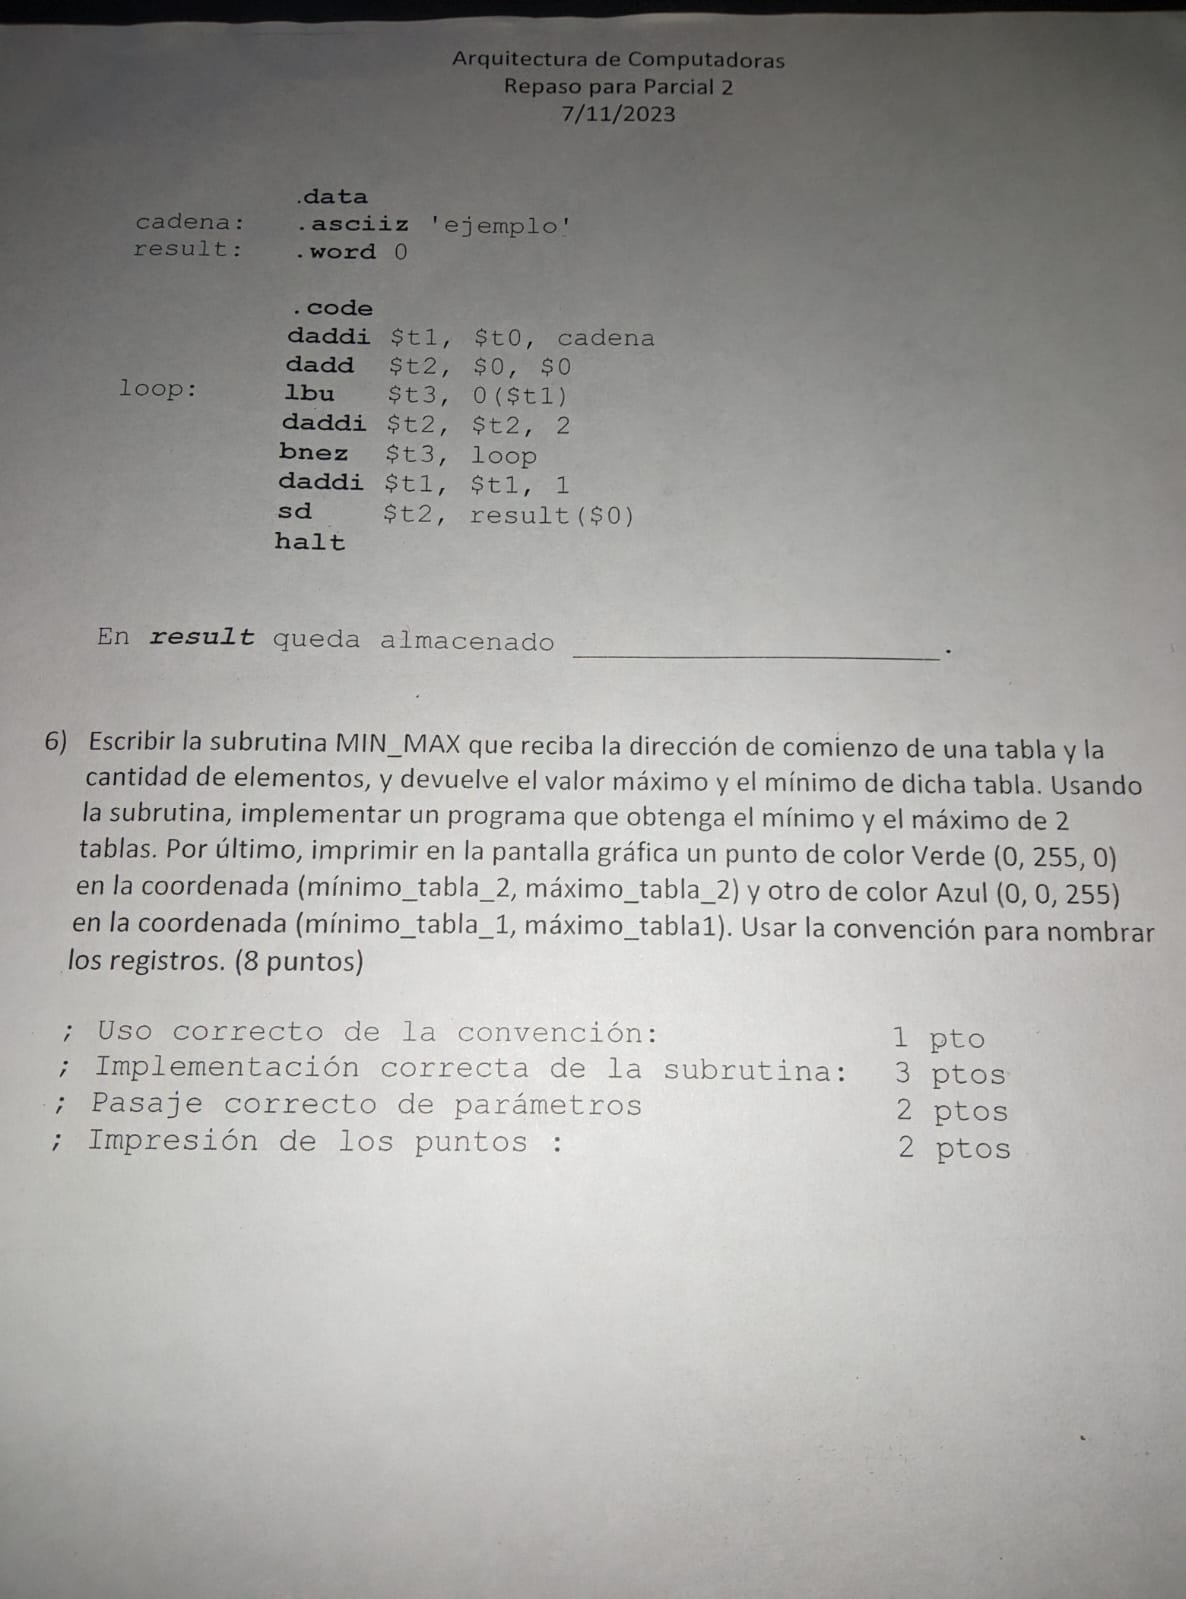 Arquitectura de Computadoras
Repaso para Parcial 2
7/11/2023
.data
cadena: .asciiz 'ejemplo'
result: .word 0
.code
daddi $t1, $t0, cadena
dadd $t2, $0, $0
loop: lbu $t3, 0($t1)
daddi $t2, $t2, 2
bnez $t3, loop
daddi $t1, $t1, 1
sd $t2, result($0)
halt
En result queda almacenado ____________________.
6) Escribir la subrutina MIN_MAX que reciba la dirección de comienzo de una tabla y la
cantidad de elementos, y devuelve el valor máximo y el mínimo de dicha tabla. Usando
la subrutina, implementar un programa que obtenga el mínimo y el máximo de 2
tablas. Por último, imprimir en la pantalla gráfica un punto de color Verde (0, 255, 0)
en la coordenada (mínimo_tabla_2, máximo_tabla_2) y otro de color Azul (0, 0, 255)
en la coordenada (mínimo_tabla_1, máximo_tabla1). Usar la convención para nombrar
los registros. (8 puntos)
; Uso correcto de la convención: 1 pto
; Implementación correcta de la subrutina: 3 ptos
; Pasaje correcto de parámetros 2 ptos
; Impresión de los puntos : 2 ptos